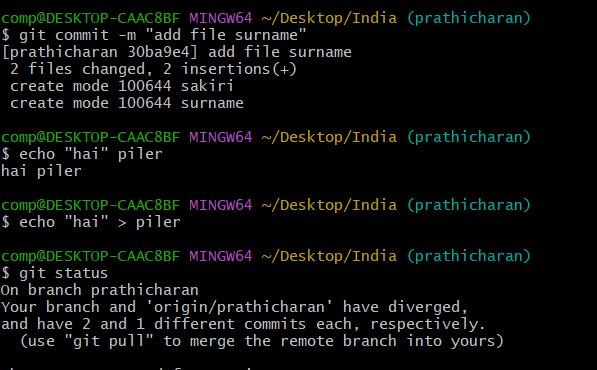 comp@DESKTOP-CAAC8BF MINGW64 ~/Desktop/India (prathicharan)
$ git commit -m "add file surname"
[prathicharan 30ba9e4] add file surname
 2 files changed, 2 insertions(+)
 create mode 100644 sakiri
 create mode 100644 surname

comp@DESKTOP-CAAC8BF MINGW64 ~/Desktop/India (prathicharan)
$ echo "hai" piler
hai piler

comp@DESKTOP-CAAC8BF MINGW64 ~/Desktop/India (prathicharan)
$ echo "hai" > piler

comp@DESKTOP-CAAC8BF MINGW64 ~/Desktop/India (prathicharan)
$ git status
On branch prathicharan
Your branch and 'origin/prathicharan' have diverged,
and have 2 and 1 different commits each, respectively.
  (use "git pull" to merge the remote branch into yours)